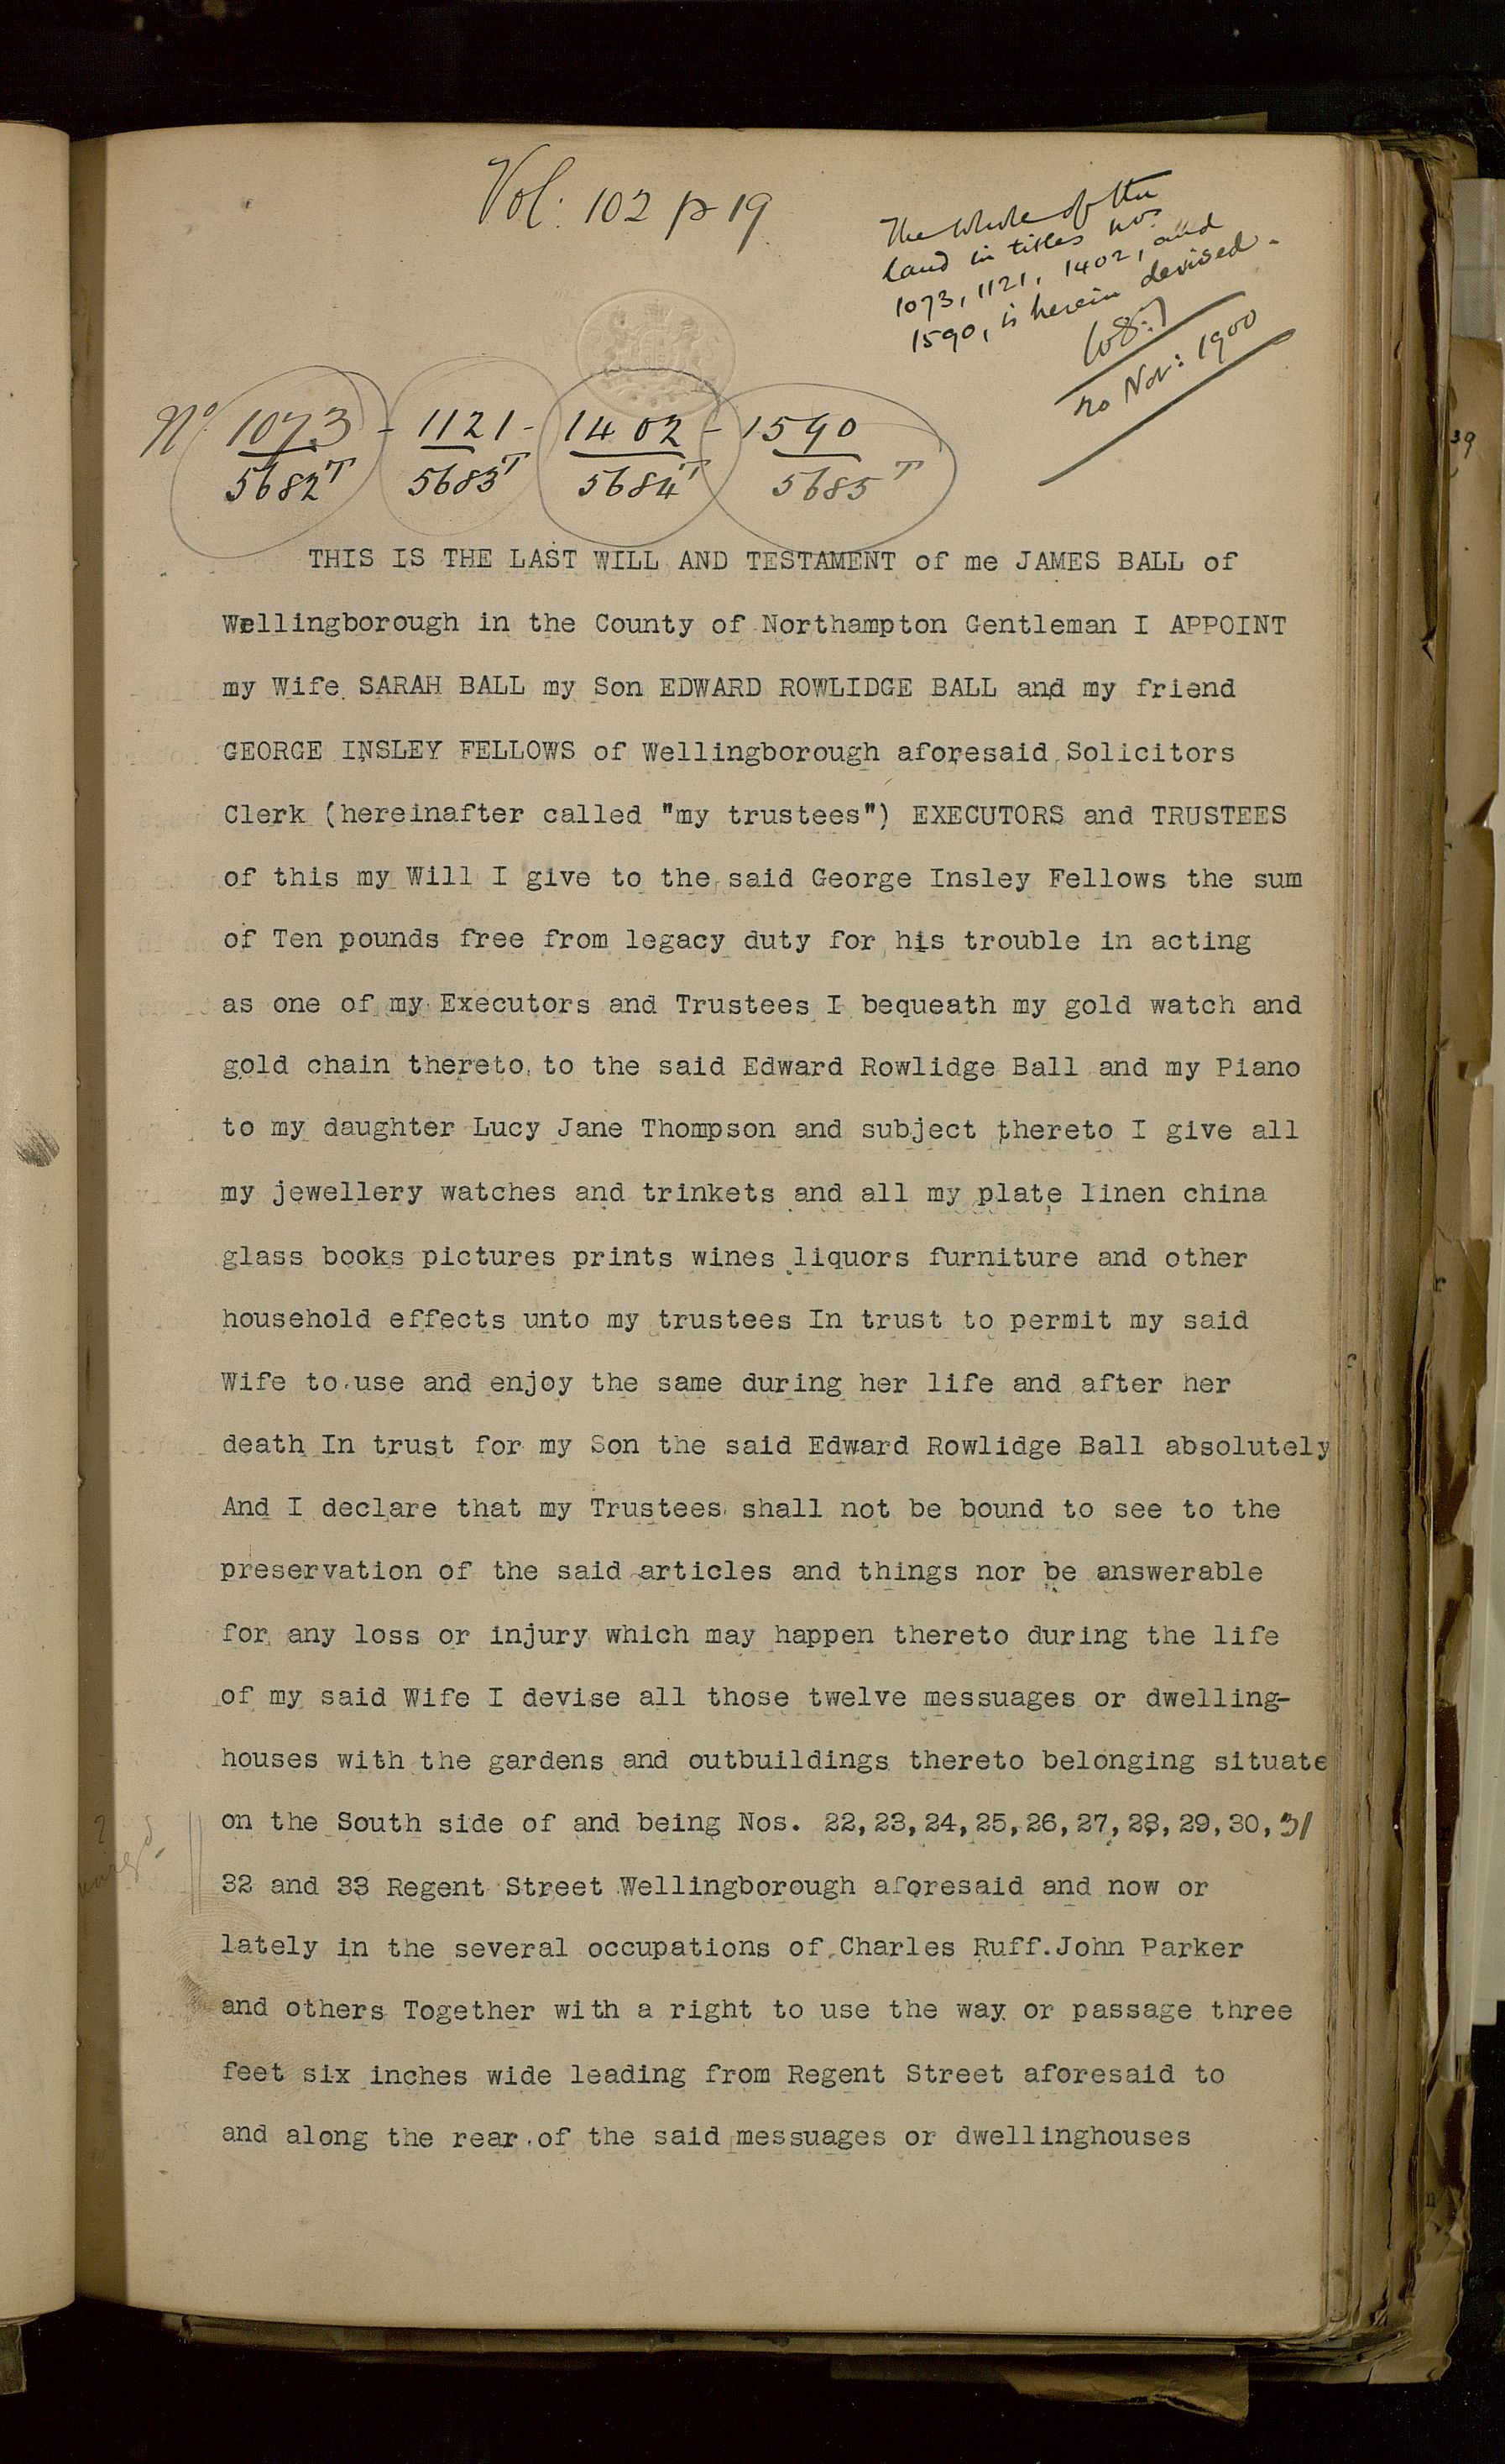 Vol: 102 p 19
The whole of the
land in titles nos
1073, 1121, 1402, and
1590, is herein devised.
20 Nov: 1900
No. 1073 - 1121 - 1402 - 1590
5682T 5683T 5684T 5685T
THIS IS THE LAST WILL AND TESTAMENT of me JAMES BALL of
Wellingborough in the County of Northampton Gentleman I APPOINT
my Wife SARAH BALL my Son EDWARD ROWLIDGE BALL and my friend
GEORGE INSLEY FELLOWS of Wellingborough aforesaid Solicitors
Clerk (hereinafter called "my trustees") EXECUTORS and TRUSTEES
of this my Will I give to the said George Insley Fellows the sum
of Ten pounds free from legacy duty for his trouble in acting
as one of my Executors and Trustees I bequeath my gold watch and
gold chain thereto to the said Edward Rowlidge Ball and my Piano
to my daughter Lucy Jane Thompson and subject thereto I give all
my jewellery watches and trinkets and all my plate linen china
glass books pictures prints wines liquors furniture and other
household effects unto my trustees In trust to permit my said
Wife to use and enjoy the same during her life and after her
death In trust for my Son the said Edward Rowlidge Ball absolutely
And I declare that my Trustees shall not be bound to see to the
preservation of the said articles and things nor be answerable
for any loss or injury which may happen thereto during the life
of my said Wife I devise all those twelve messuages or dwelling-
houses with the gardens and outbuildings thereto belonging situate
on the South side of and being Nos. 22,23,24,25,26,27,28,29,30,31
32 and 33 Regent Street Wellingborough aforesaid and now or
lately in the several occupations of Charles Ruff.John Parker
and others Together with a right to use the way or passage three
feet six inches wide leading from Regent Street aforesaid to
and along the rear of the said messuages or dwellinghouses
39